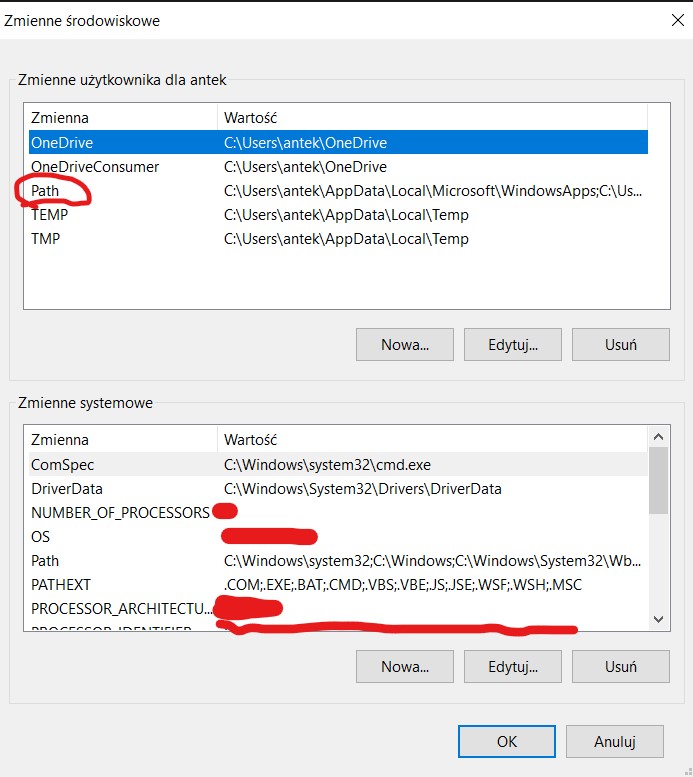 Zmienne środowiskowe
Zmienne użytkownika dla antek
Zmienna Wartość
OneDrive C:\Users\antek\OneDrive
OneDriveConsumer C:\Users\antek\OneDrive
Path C:\Users\antek\AppData\Local\Microsoft\WindowsApps;C:\Us...
TEMP C:\Users\antek\AppData\Local\Temp
TMP C:\Users\antek\AppData\Local\Temp
Nowa... Edytuj... Usuń
Zmienne systemowe
Zmienna Wartość
ComSpec C:\Windows\system32\cmd.exe
DriverData C:\Windows\System32\Drivers\DriverData
NUMBER_OF_PROCESSORS
OS
Path C:\Windows\system32;C:\Windows;C:\Windows\System32\Wb...
PATHEXT .COM;.EXE;.BAT;.CMD;.VBS;.VBE;.JS;.JSE;.WSF;.WSH;.MSC
PROCESSOR_ARCHITECTU...
PROCESSOR_IDENTIFIER
Nowa... Edytuj... Usuń
OK Anuluj